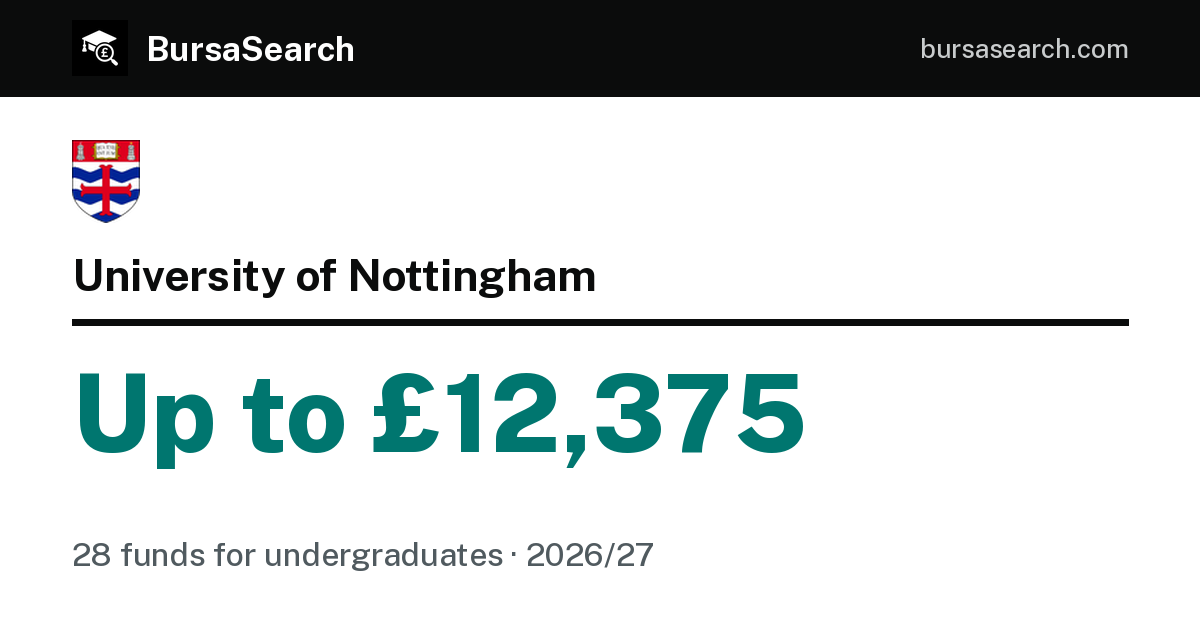 BursaSearch
bursasearch.com
University of Nottingham
Up to £12,375
28 funds for undergraduates · 2026/27